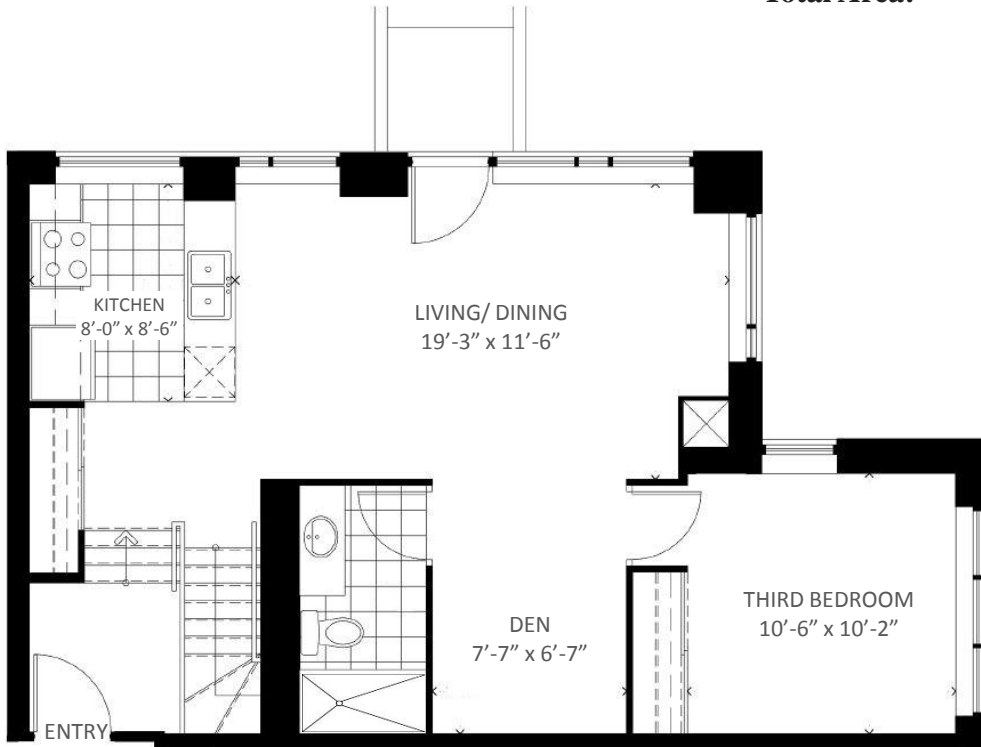 Total Area:
KITCHEN
8’-0” x 8’-6”
LIVING/ DINING
19’-3” x 11’-6”
DEN
7’-7” x 6’-7”
THIRD BEDROOM
10’-6” x 10’-2”
ENTRY